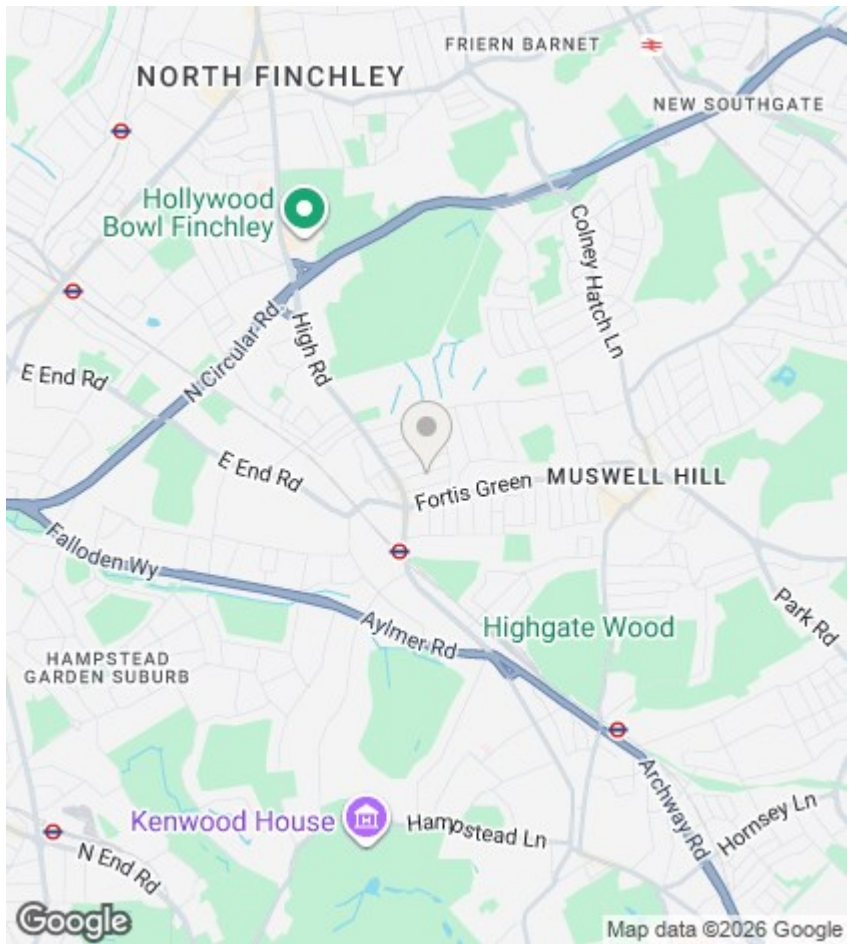 FRIERN BARNET
NORTH FINCHLEY
NEW SOUTHGATE
Hollywood
Bowl Finchley
Colney Hatch Ln
N Circular Rd
High Rd
E End Rd
E End Rd
Fortis Green
MUSWELL HILL
Falloden Wy
Aylmer Rd
Highgate Wood
Park Rd
HAMPSTEAD
GARDEN SUBURB
Archway Rd
Kenwood House
Hampstead Ln
Hornsey Ln
N End Rd
Google
Map data ©2026 Google